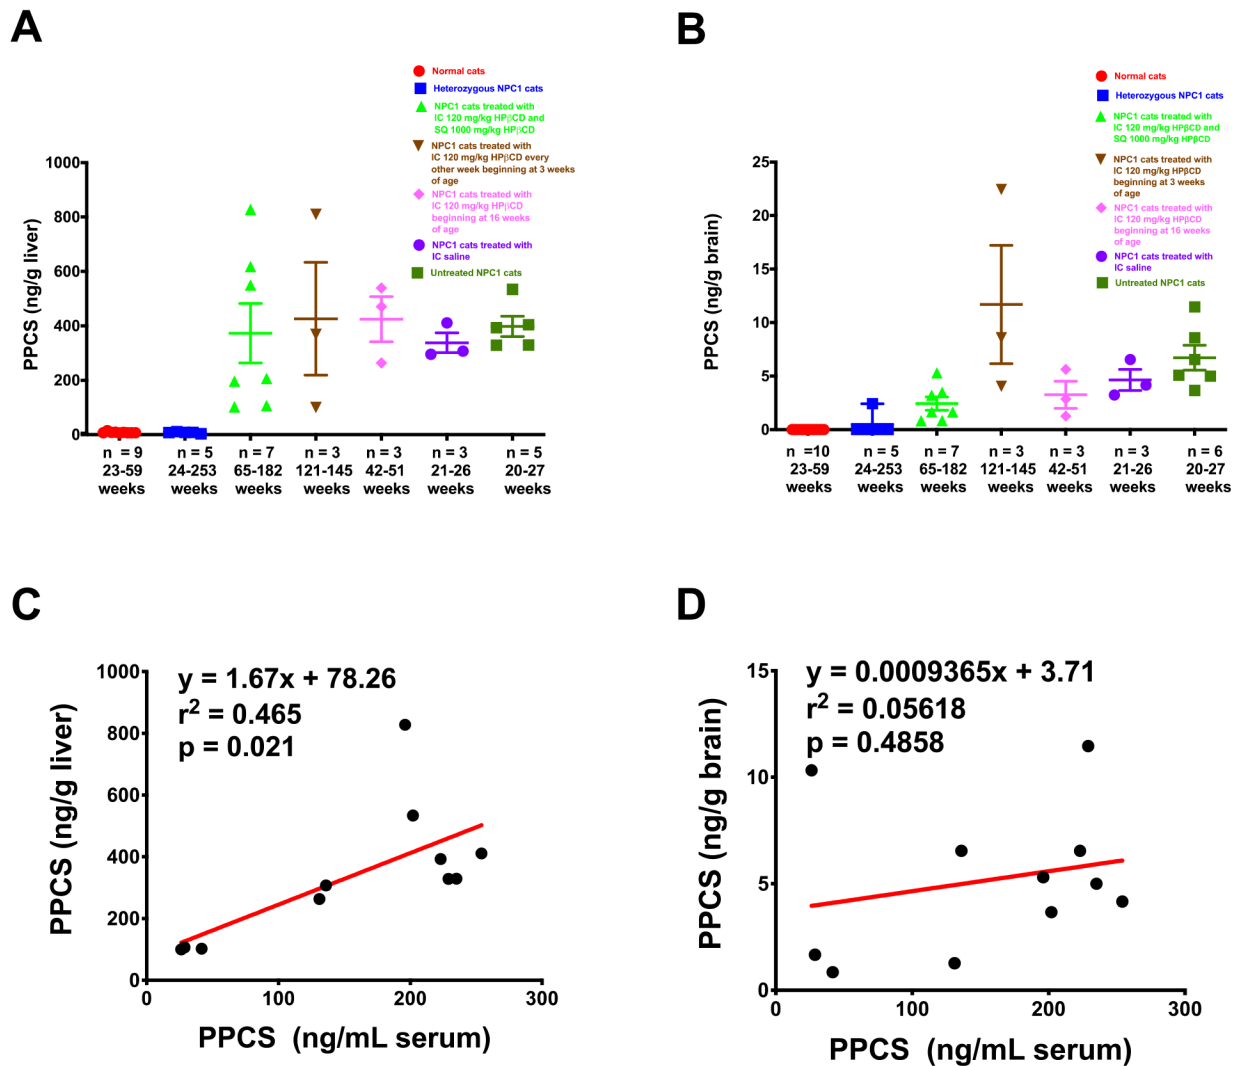 A
Normal cats
Heterozygous NPC1 cats
NPC1 cats treated with
IC 120 mg/kg HPβCD and
SQ 1000 mg/kg HPβCD
NPC1 cats treated with
IC 120 mg/kg HPβCD every
other week beginning at 3 weeks
of age
NPC1 cats treated with
IC 120 mg/kg HPβCD
beginning at 16 weeks
of age
NPC1 cats treated with
IC saline
Untreated NPC1 cats
PPCS (ng/g liver)
1000
800
600
400
200
0
n = 9 n = 5 n = 7 n = 3 n = 3 n = 3 n = 5
23-59 24-253 65-182 121-145 42-51 21-26 20-27
weeks weeks weeks weeks weeks weeks weeks
B
Normal cats
Heterozygous NPC1 cats
NPC1 cats treated with
IC 120 mg/kg HPβCD and
SQ 1000 mg/kg HPβCD
NPC1 cats treated with
IC 120 mg/kg HPβCD
beginning at 3 weeks
of age
NPC1 cats treated with
IC 120 mg/kg HPβCD
beginning at 16 weeks
of age
NPC1 cats treated with
IC saline
Untreated NPC1 cats
PPCS (ng/g brain)
25
20
15
10
5
0
n =10 n = 5 n = 7 n = 3 n = 3 n = 3 n = 6
23-59 24-253 65-182 121-145 42-51 21-26 20-27
weeks weeks weeks weeks weeks weeks weeks
C
y = 1.67x + 78.26
r² = 0.465
p = 0.021
PPCS (ng/g liver)
1000
800
600
400
200
0
0 100 200 300
PPCS (ng/mL serum)
D
y = 0.0009365x + 3.71
r² = 0.05618
p = 0.4858
PPCS (ng/g brain)
15
10
5
0
0 100 200 300
PPCS (ng/mL serum)